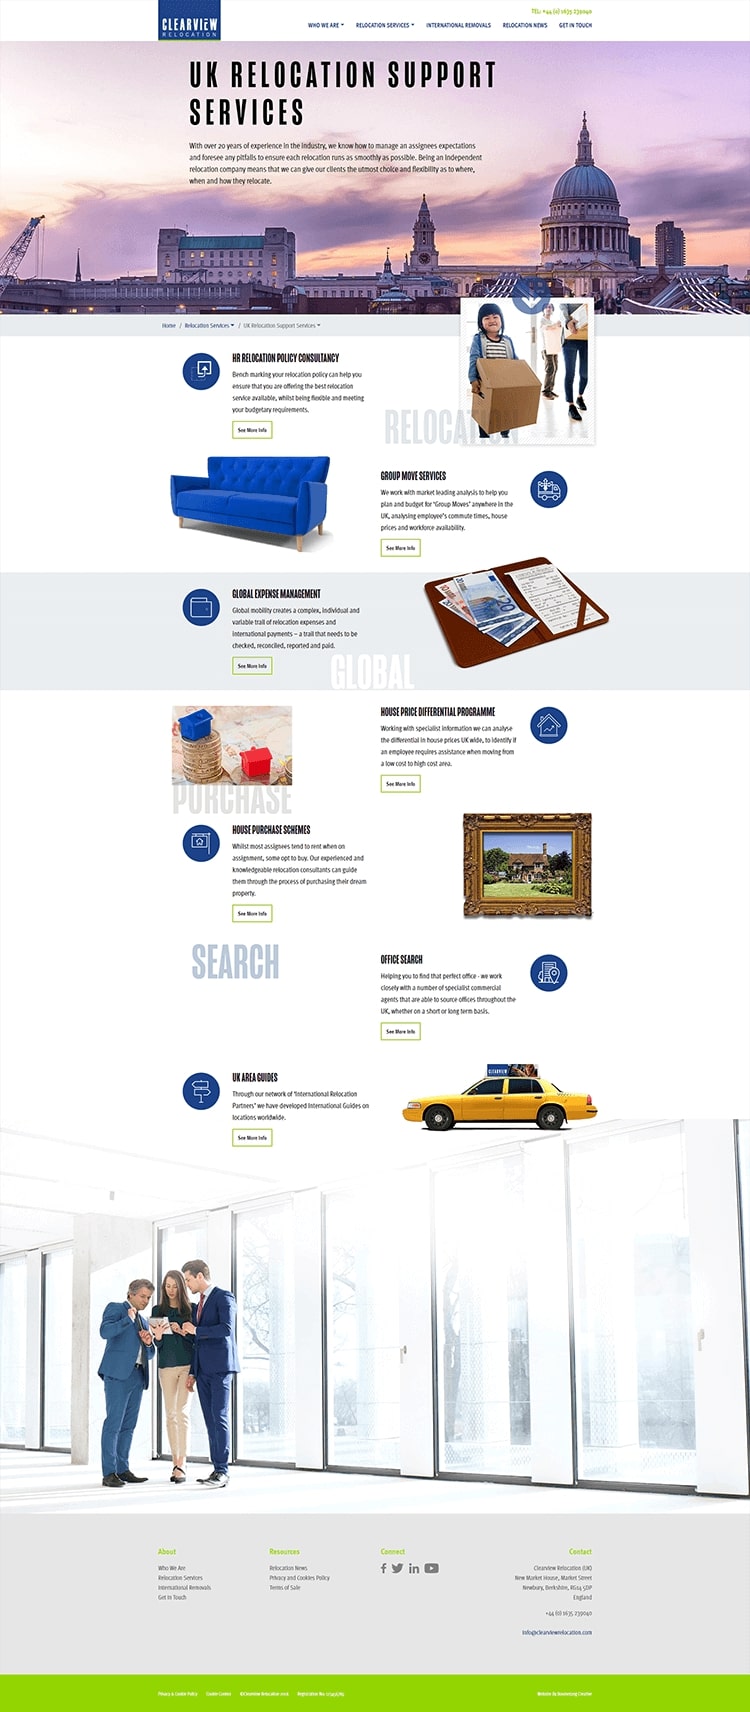 CLEARVIEW
RELOCATION
TEL: +44 (0) 1635 230040
WHO WE ARE
RELOCATION SERVICES
INTERNATIONAL REMOVALS
RELOCATION NEWS
GET IN TOUCH
UK RELOCATION SUPPORT
SERVICES
With over 20 years of experience in the industry, we know how to manage an assignees expectations
and foresee any pitfalls to ensure each relocation runs as smoothly as possible. Being an independent
relocation company means that we can give our clients the utmost choice and flexibility as to where,
when and how they relocate.
Home / Relocation Services / UK Relocation Support Services
HR RELOCATION POLICY CONSULTANCY
Bench marking your relocation policy can help you
ensure that you are offering the best relocation
service available, whilst being flexible and meeting
your budgetary requirements.
See More Info
RELOCATION
GROUP MOVE SERVICES
We work with market leading analysis to help you
plan and budget for 'Group Moves' anywhere in the
UK, analysing employee's commute times, house
prices and workforce availability.
See More Info
GLOBAL EXPENSE MANAGEMENT
Global mobility creates a complex, individual and
variable trail of relocation expenses and
international payments – a trail that needs to be
checked, reconciled, reported and paid.
See More Info
GLOBAL
HOUSE PRICE DIFFERENTIAL PROGRAMME
Working with specialist information we can analyse
the differential in house prices UK wide, to identify if
an employee requires assistance when moving from
a low cost to high cost area.
See More Info
PURCHASE
HOUSE PURCHASE SCHEMES
Whilst most assignees tend to rent when on
assignment, some opt to buy. Our experienced and
knowledgeable relocation consultants can guide
them through the process of purchasing their dream
property.
See More Info
SEARCH
OFFICE SEARCH
Helping you to find that perfect office - we work
closely with a number of specialist commercial
agents that are able to source offices throughout the
UK, whether on a short or long term basis.
See More Info
UK AREA GUIDES
Through our network of 'International Relocation
Partners' we have developed International Guides on
locations worldwide.
See More Info
CLEARVIEW
About
Who We Are
Relocation Services
International Removals
Get In Touch
Resources
Relocation News
Privacy and Cookies Policy
Terms of Sale
Connect
Contact
Clearview Relocation (UK)
New Market House, Market Street
Newbury, Berkshire, RG14 5DP
England
+44 (0) 1635 230040
info@clearviewrelocation.com
Privacy & Cookie Policy
Cookie Centre
©Clearview Relocation
Registration No:
Website By Boomerang Creative